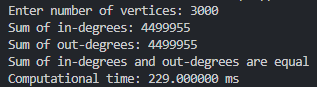 Enter number of vertices: 3000
Sum of in-degrees: 4499955
Sum of out-degrees: 4499955
Sum of in-degrees and out-degrees are equal
Computational time: 229.000000 ms